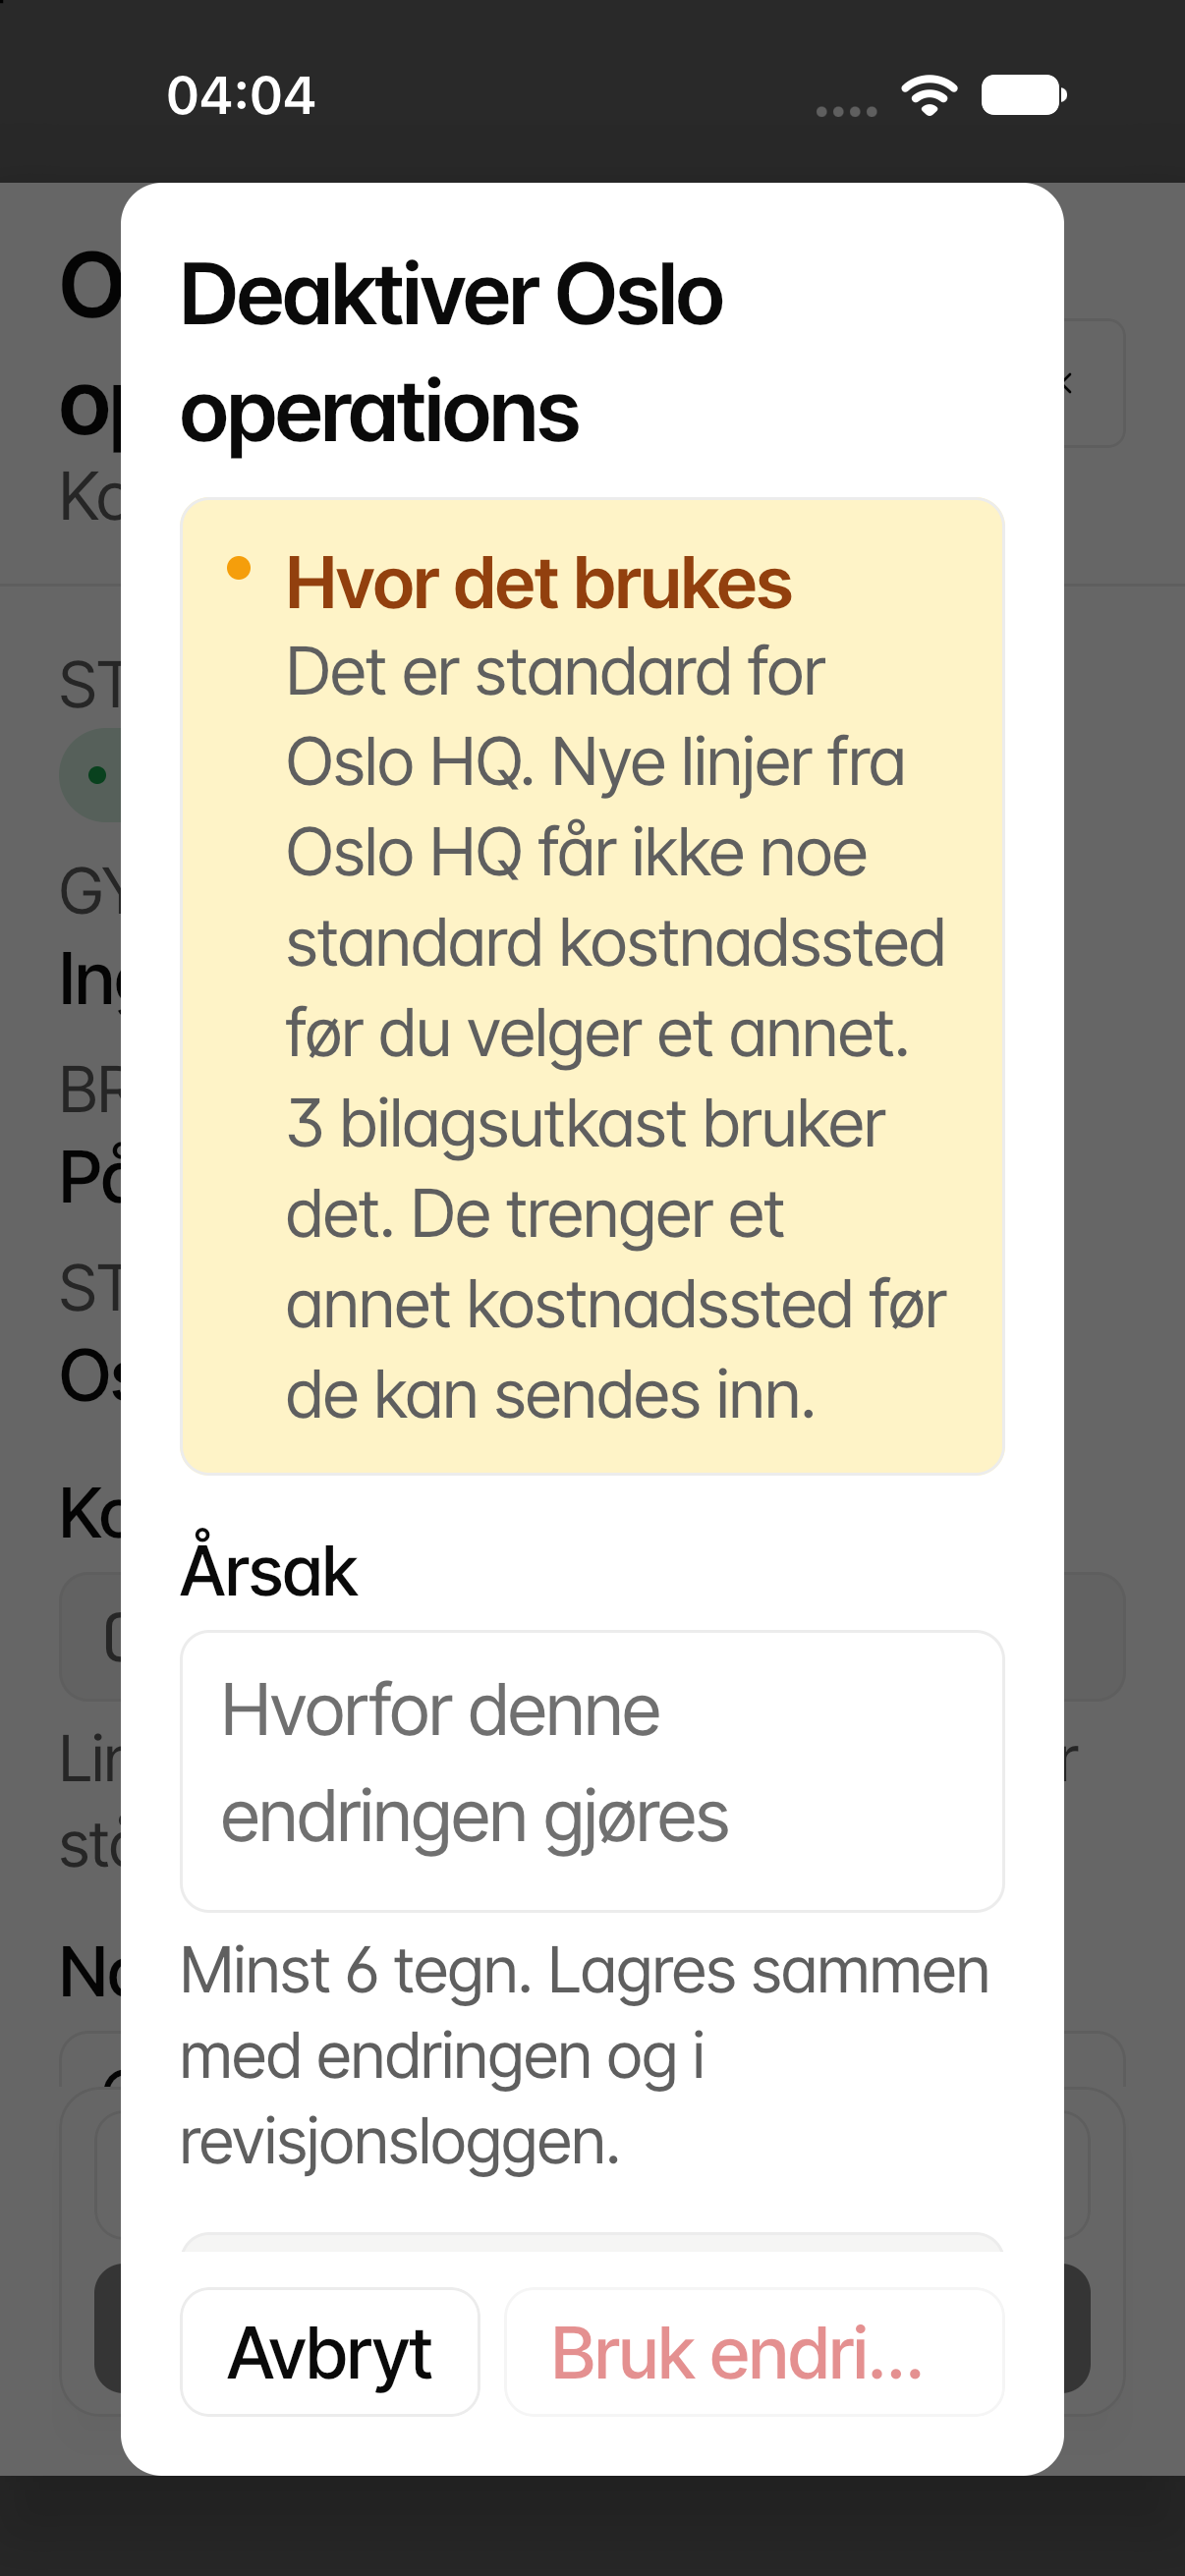 04:04
Deaktiver Oslo
operations
Hvor det brukes
Det er standard for
Oslo HQ. Nye linjer fra
Oslo HQ får ikke noe
standard kostnadssted
før du velger et annet.
3 bilagsutkast bruker
det. De trenger et
annet kostnadssted før
de kan sendes inn.
Årsak
Hvorfor denne
endringen gjøres
Minst 6 tegn. Lagres sammen
med endringen og i
revisjonsloggen.
Avbryt
Bruk endri...